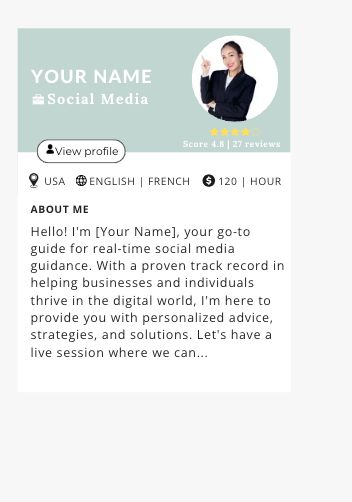 YOUR NAME
Social Media
Score 4.8 | 27 reviews
View profile
USA ENGLISH | FRENCH 120 | HOUR
ABOUT ME
Hello! I'm [Your Name], your go-to
guide for real-time social media
guidance. With a proven track record in
helping businesses and individuals
thrive in the digital world, I'm here to
provide you with personalized advice,
strategies, and solutions. Let's have a
live session where we can...